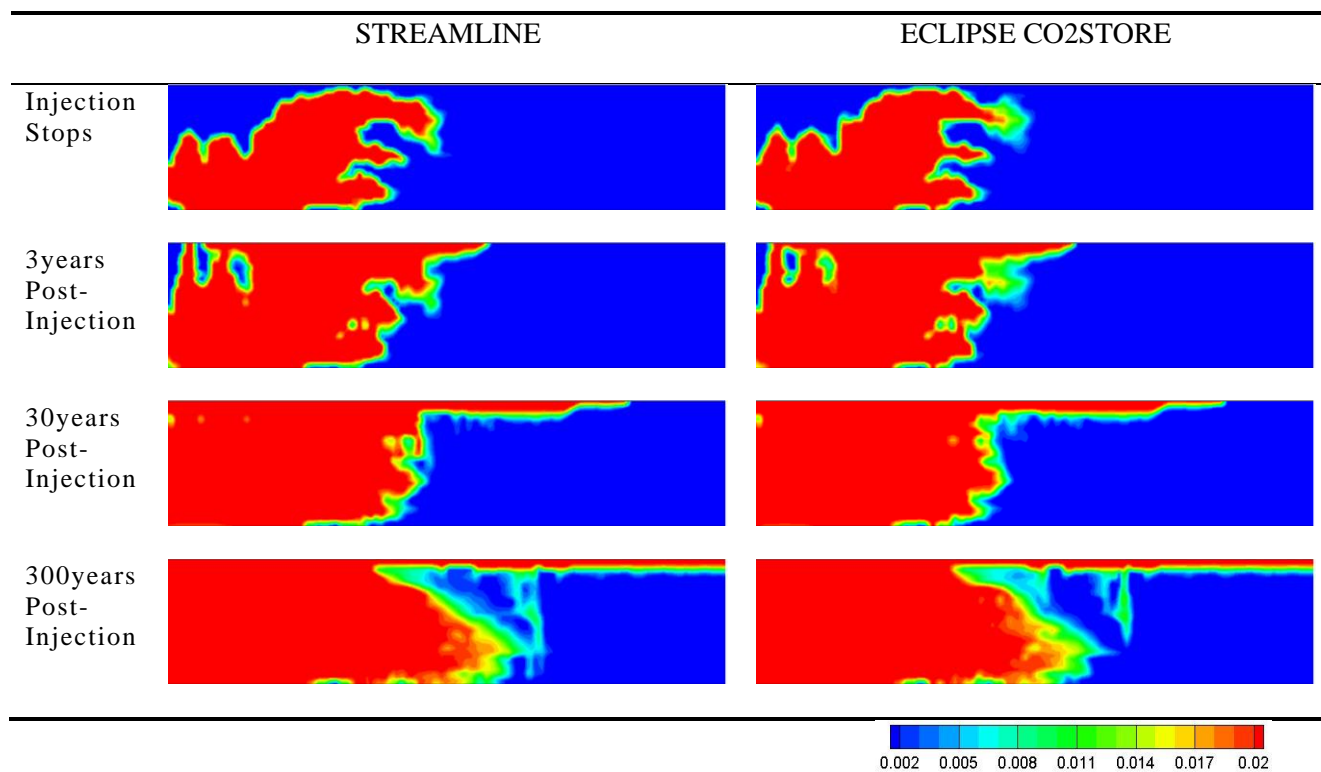 STREAMLINE ECLIPSE CO2STORE
Injection
Stops
3years
Post-
Injection
30years
Post-
Injection
300years
Post-
Injection
0.002 0.005 0.008 0.011 0.014 0.017 0.02